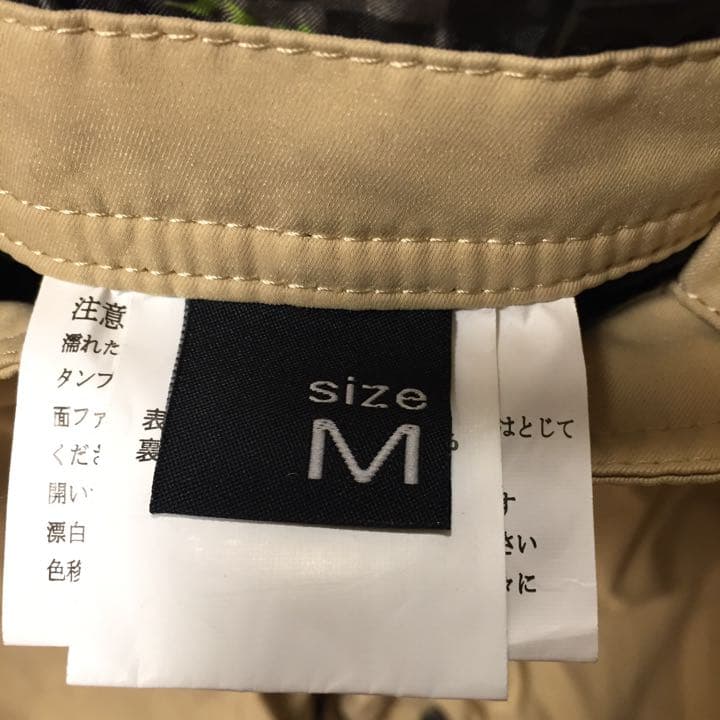 size
M
注意
濡れた
タンプ
面ファ
はとじて
くださ
開い
す
漂白
さい
色移
々に
表
裏
%